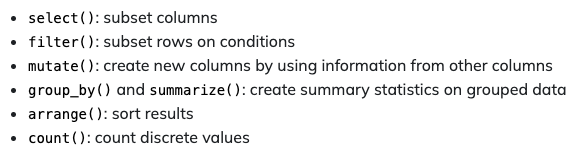 • select(): subset columns
• filter(): subset rows on conditions
• mutate(): create new columns by using information from other columns
• group_by() and summarize(): create summary statistics on grouped data
• arrange(): sort results
• count(): count discrete values